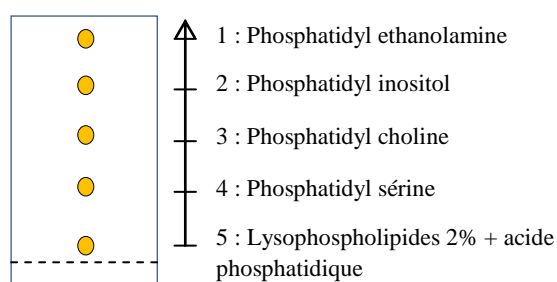 1 : Phosphatidyl ethanolamine
2 : Phosphatidyl inositol
3 : Phosphatidyl choline
4 : Phosphatidyl sérine
5 : Lysophospholipides 2% + acide
phosphatidique